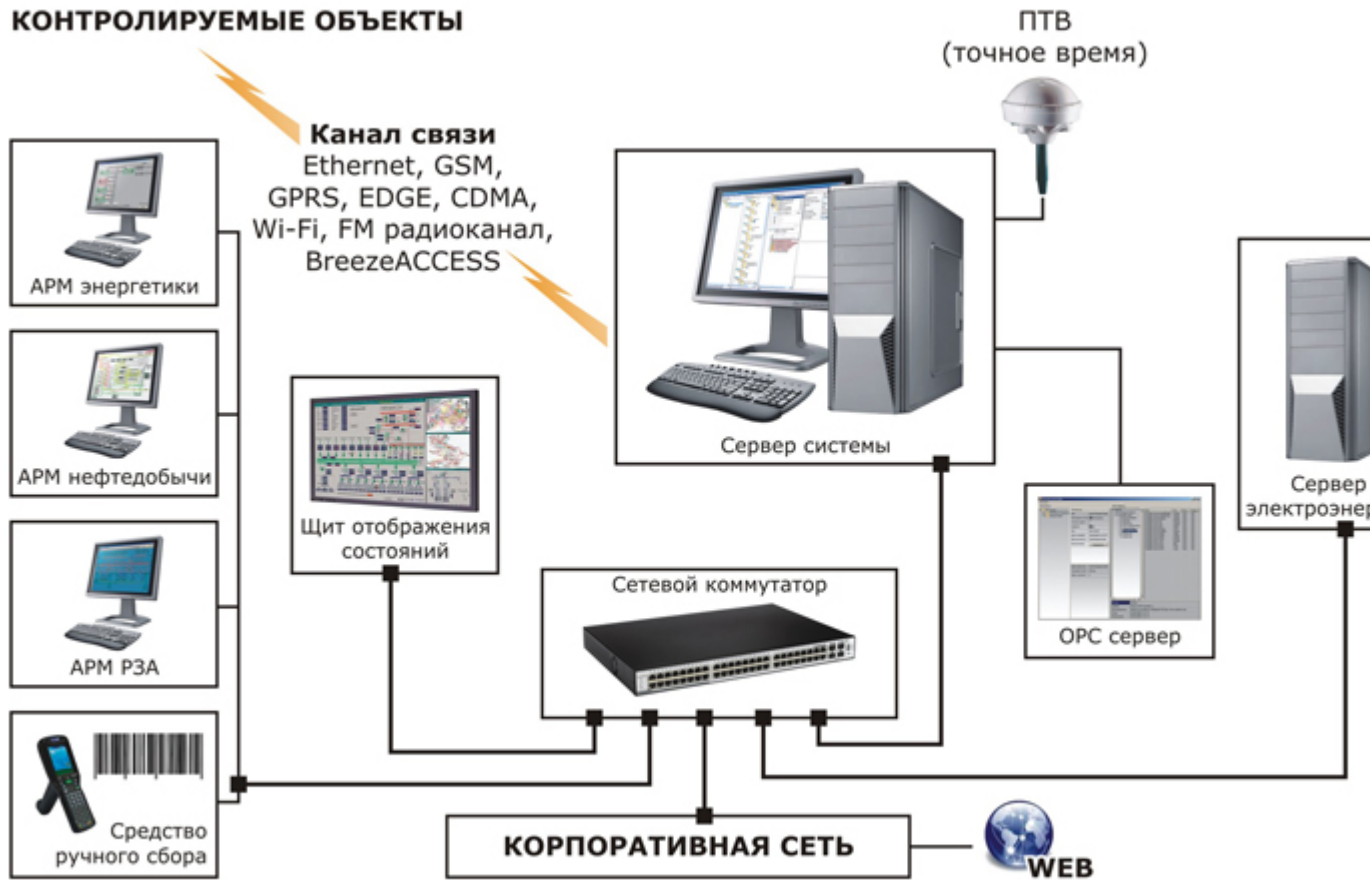 КОНТРОЛИРУЕМЫЕ ОБЪЕКТЫ
ПТВ
(точное время)
Канал связи
Ethernet, GSM,
GPRS, EDGE, CDMA,
Wi-Fi, FM радиоканал,
BreezeACCESS
АРМ энергетики
АРМ нефтедобычи
АРМ РЗА
Средство
ручного сбора
Щит отображения
состояний
Сервер системы
Сетевой коммутатор
OPC сервер
Сервер
КОРПОРАТИВНАЯ СЕТЬ
WEB